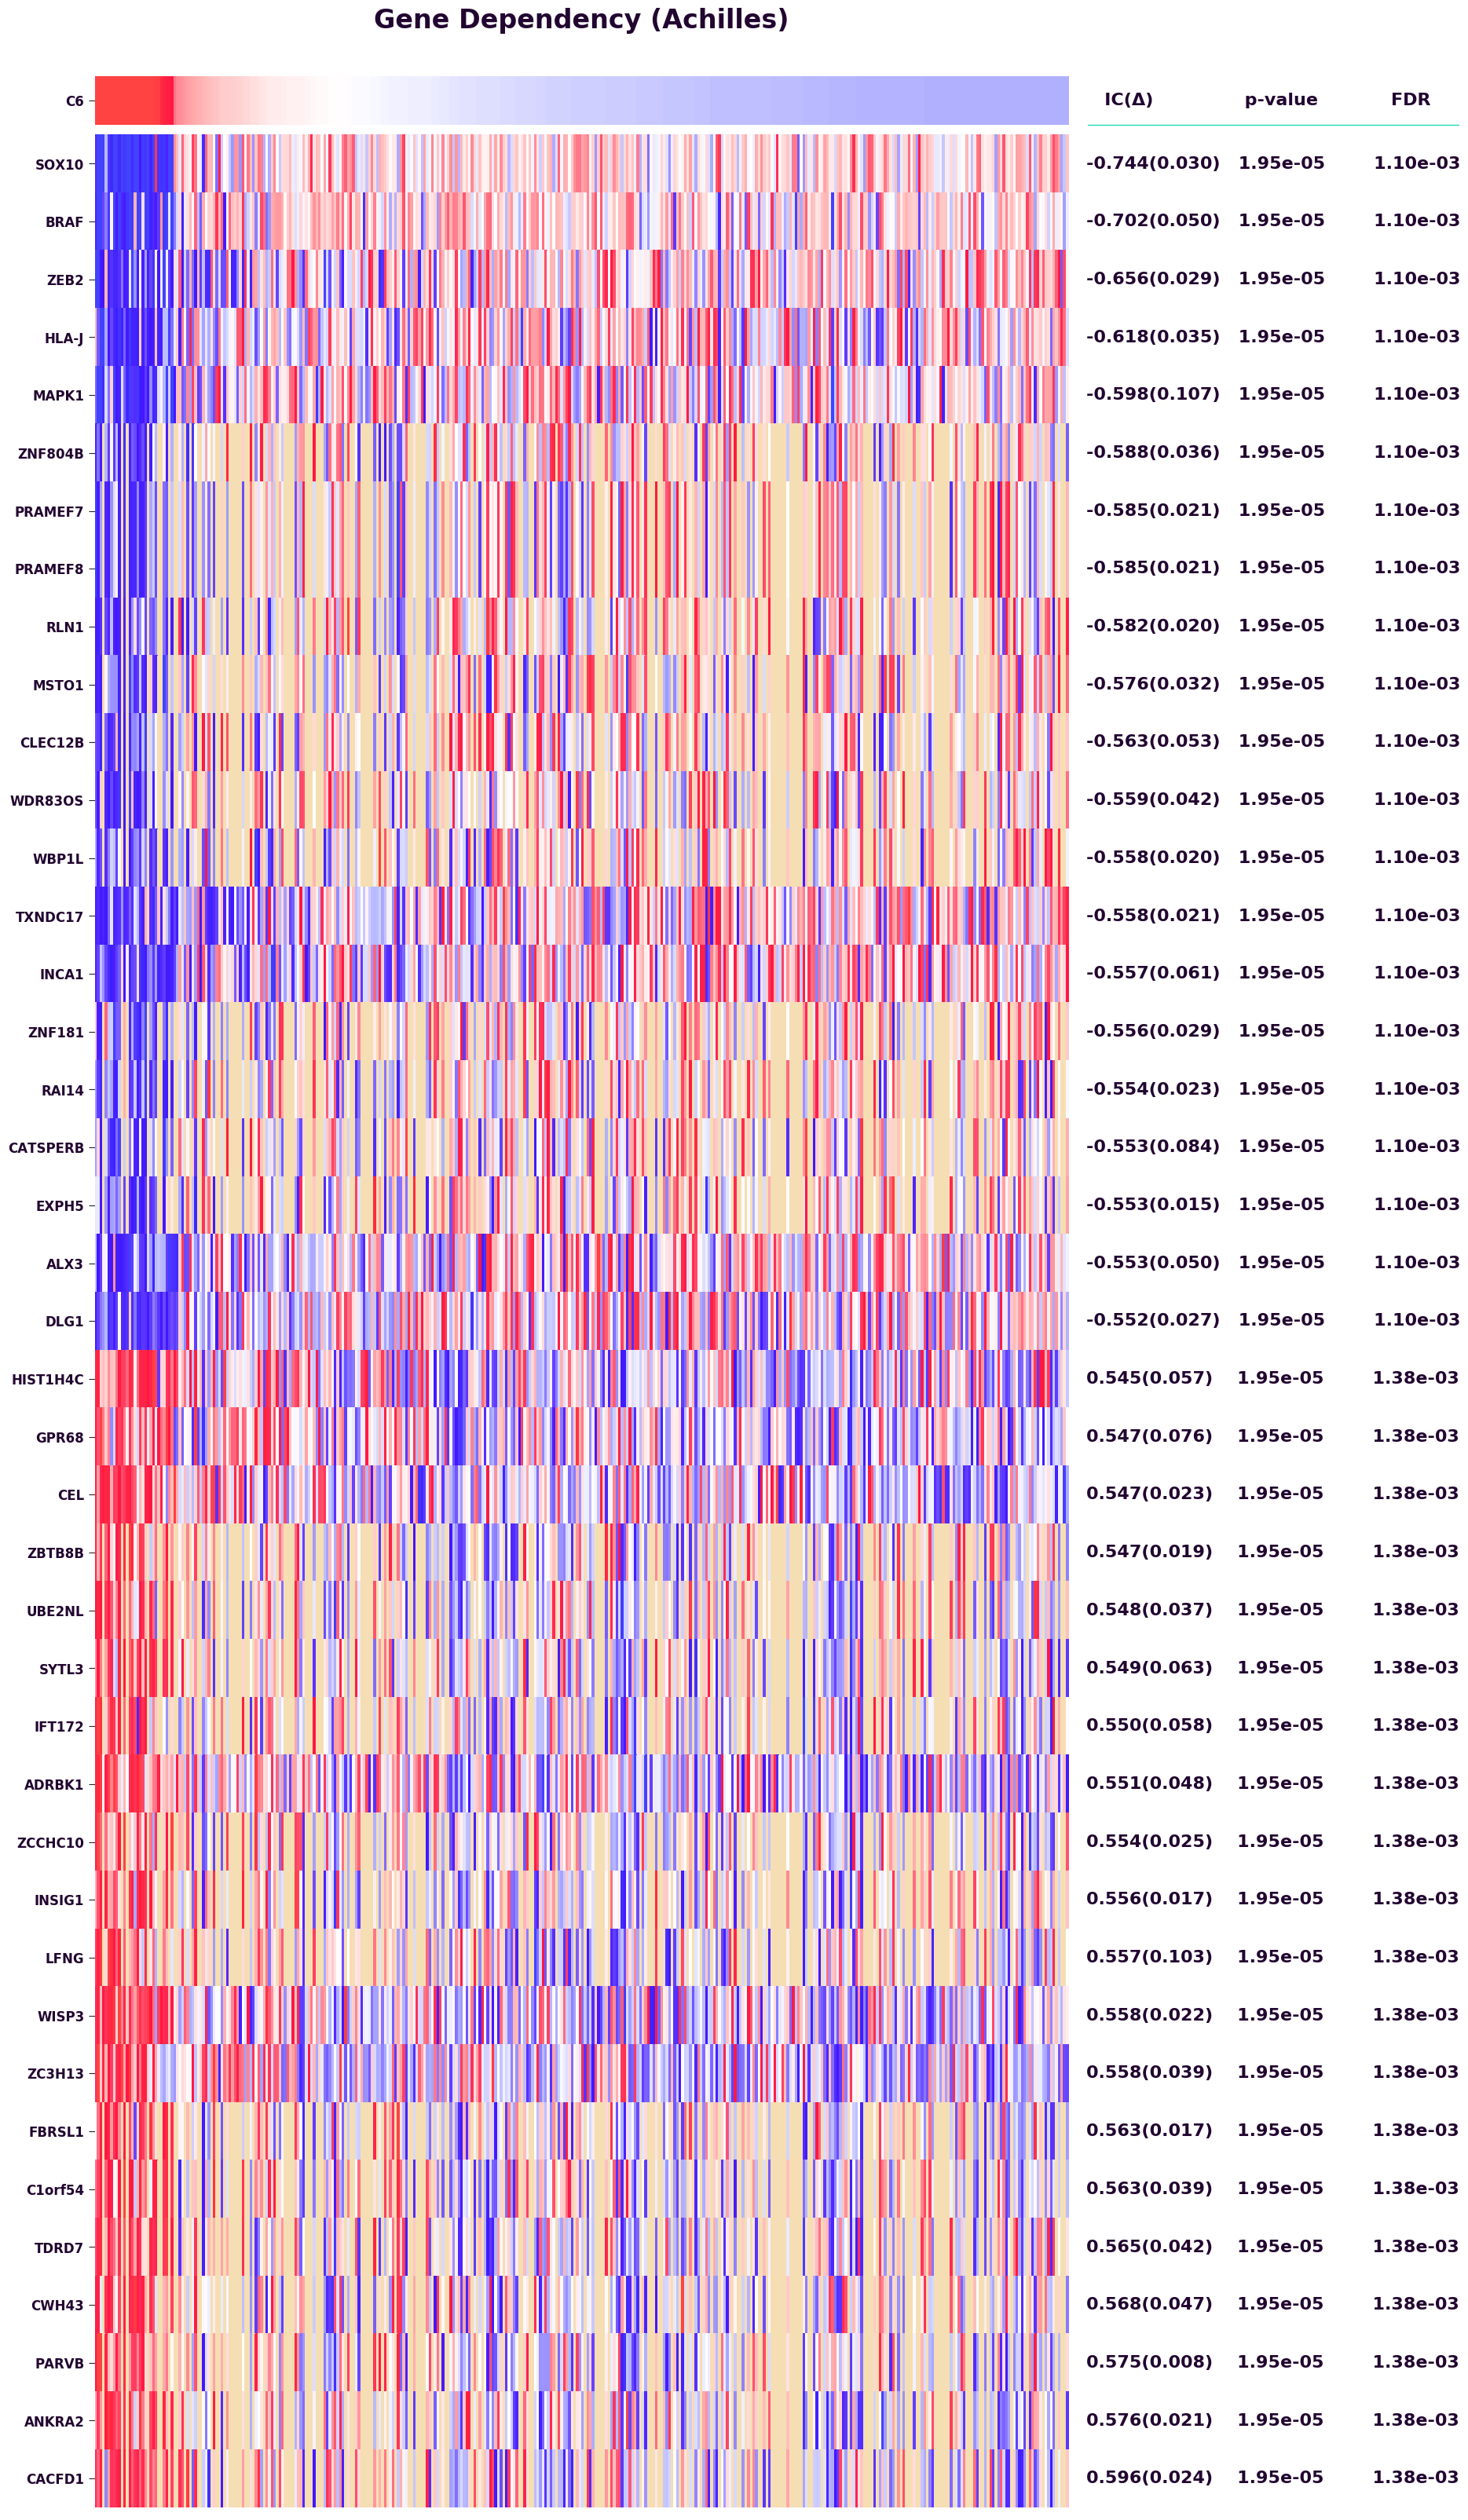 Gene Dependency (Achilles)
C6 IC(Δ) p-value FDR
SOX10 -0.744(0.030) 1.95e-05 1.10e-03
BRAF -0.702(0.050) 1.95e-05 1.10e-03
ZEB2 -0.656(0.029) 1.95e-05 1.10e-03
HLA-J -0.618(0.035) 1.95e-05 1.10e-03
MAPK1 -0.598(0.107) 1.95e-05 1.10e-03
ZNF804B -0.588(0.036) 1.95e-05 1.10e-03
PRAMEF7 -0.585(0.021) 1.95e-05 1.10e-03
PRAMEF8 -0.585(0.021) 1.95e-05 1.10e-03
RLN1 -0.582(0.020) 1.95e-05 1.10e-03
MSTO1 -0.576(0.032) 1.95e-05 1.10e-03
CLEC12B -0.563(0.053) 1.95e-05 1.10e-03
WDR83OS -0.559(0.042) 1.95e-05 1.10e-03
WBP1L -0.558(0.020) 1.95e-05 1.10e-03
TXNDC17 -0.558(0.021) 1.95e-05 1.10e-03
INCA1 -0.557(0.061) 1.95e-05 1.10e-03
ZNF181 -0.556(0.029) 1.95e-05 1.10e-03
RAI14 -0.554(0.023) 1.95e-05 1.10e-03
CATSPERB -0.553(0.084) 1.95e-05 1.10e-03
EXPH5 -0.553(0.015) 1.95e-05 1.10e-03
ALX3 -0.553(0.050) 1.95e-05 1.10e-03
DLG1 -0.552(0.027) 1.95e-05 1.10e-03
HIST1H4C 0.545(0.057) 1.95e-05 1.38e-03
GPR68 0.547(0.076) 1.95e-05 1.38e-03
CEL 0.547(0.023) 1.95e-05 1.38e-03
ZBTB8B 0.547(0.019) 1.95e-05 1.38e-03
UBE2NL 0.548(0.037) 1.95e-05 1.38e-03
SYTL3 0.549(0.063) 1.95e-05 1.38e-03
IFT172 0.550(0.058) 1.95e-05 1.38e-03
ADRBK1 0.551(0.048) 1.95e-05 1.38e-03
ZCCHC10 0.554(0.025) 1.95e-05 1.38e-03
INSIG1 0.556(0.017) 1.95e-05 1.38e-03
LFNG 0.557(0.103) 1.95e-05 1.38e-03
WISP3 0.558(0.022) 1.95e-05 1.38e-03
ZC3H13 0.558(0.039) 1.95e-05 1.38e-03
FBRSL1 0.563(0.017) 1.95e-05 1.38e-03
C1orf54 0.563(0.039) 1.95e-05 1.38e-03
TDRD7 0.565(0.042) 1.95e-05 1.38e-03
CWH43 0.568(0.047) 1.95e-05 1.38e-03
PARVB 0.575(0.008) 1.95e-05 1.38e-03
ANKRA2 0.576(0.021) 1.95e-05 1.38e-03
CACFD1 0.596(0.024) 1.95e-05 1.38e-03